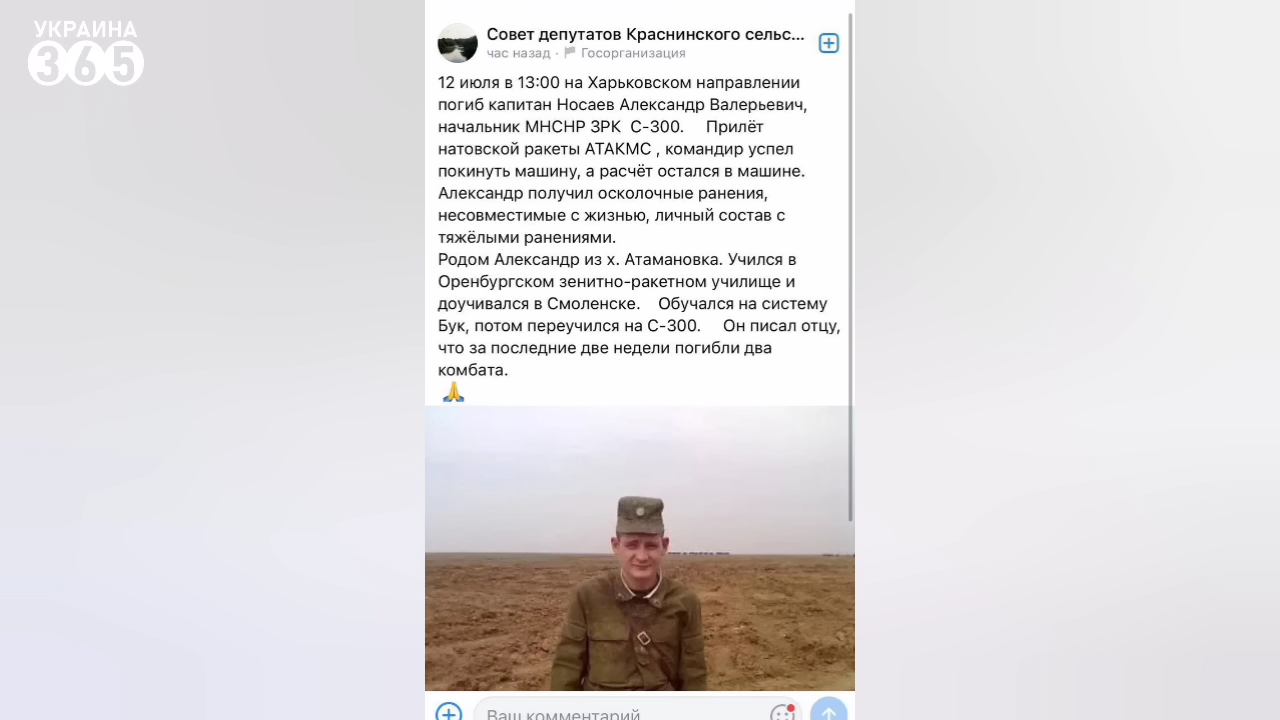 УКРАИНА
365
Совет депутатов Краснинского сельс...
час назад · Госорганизация
12 июля в 13:00 на Харьковском направлении
погиб капитан Носаев Александр Валерьевич,
начальник МНСНР ЗРК С-300. Прилёт
натовской ракеты АТАКМС , командир успел
покинуть машину, а расчёт остался в машине.
Александр получил осколочные ранения,
несовместимые с жизнью, личный состав с
тяжёлыми ранениями.
Родом Александр из х. Атамановка. Учился в
Оренбургском зенитно-ракетном училище и
доучивался в Смоленске. Обучался на систему
Бук, потом переучился на С-300. Он писал отцу,
что за последние две недели погибли два
комбата.
Ваш комментарий